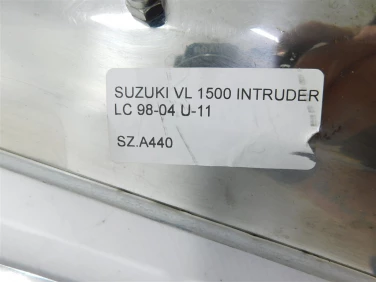 SUZUKI VL 1500 INTRUDER
LC 98-04 U-11
SZ.A440